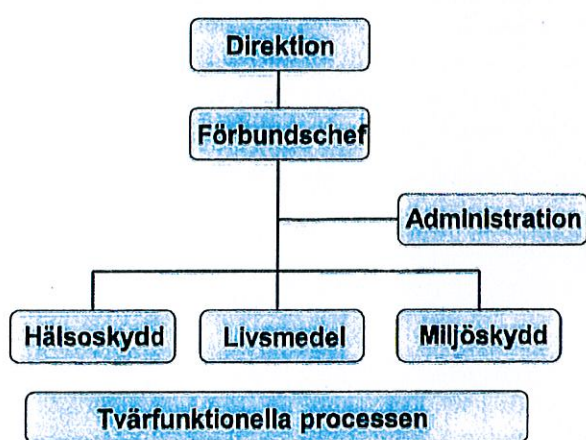 Direktion
Förbundschef
Administration
Hälsoskydd
Livsmedel
Miljöskydd
Tvärfunktionella processen